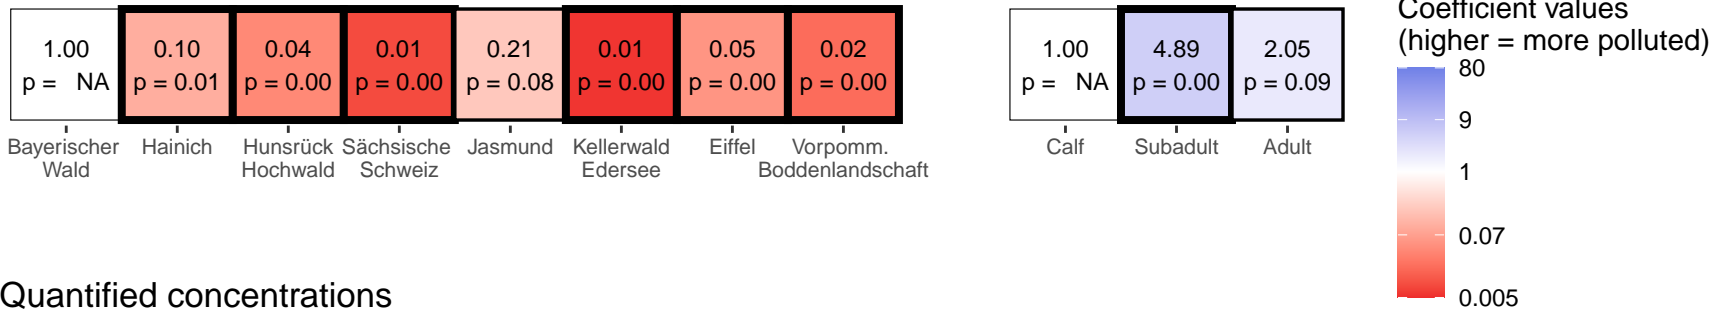 1.00 0.10 0.04 0.01 0.21 0.01 0.05 0.02
p = NA p = 0.01 p = 0.00 p = 0.00 p = 0.08 p = 0.00 p = 0.00 p = 0.00
Bayerischer Hainich Hunsrück Sächsische Jasmund Kellerwald Eiffel Vorpomm.
Wald Hochwald Schweiz Edersee Boddenlandschaft
1.00 4.89 2.05
p = NA p = 0.00 p = 0.09
Calf Subadult Adult
Coefficient values
(higher = more polluted)
80
9
1
0.07
0.005
Quantified concentrations